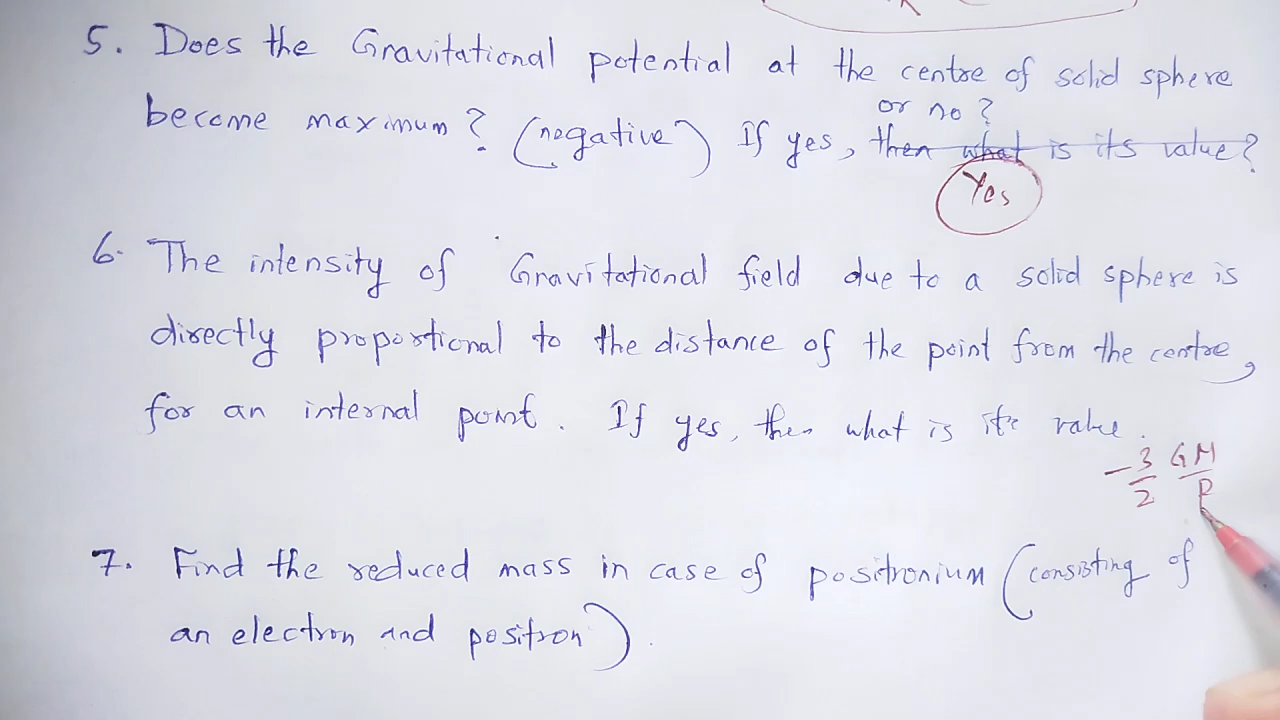 5. Does the Gravitational potential at the centre of solid sphere
become maximum? (negative) If yes, then what is its value?
or no?
Yes
6. The intensity of Gravitational field due to a solid sphere is
directly proportional to the distance of the point from the centre,
for an internal point. If yes, then what is its value.
-3/2 GM/R
7. Find the reduced mass in case of positronium (consisting of
an electron and positron).